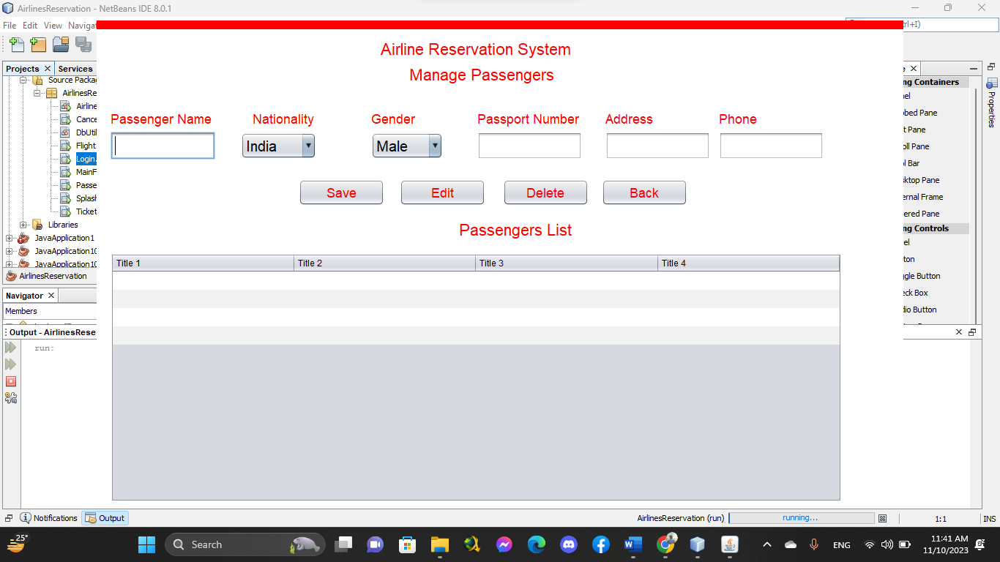 AirlinesReservation - NetBeans IDE 8.0.1
File Edit View
trl+I)
Airline Reservation System
Manage Passengers
Projects
Services
Source Packa
AirlinesRe
Airline
Cance
DbUtil
Flight.
Login.
MainF
Passe
Splash
Ticket
Libraries
JavaApplication1
JavaApplication10
JavaApplication10
AirlinesReservation
Navigator
Members
Output - AirlinesRese
run:
Passenger Name Nationality Gender Passport Number Address Phone
India Male
Save Edit Delete Back
Passengers List
Title 1 Title 2 Title 3 Title 4
ng Containers
el
bed Pane
t Pane
oll Pane
ol Bar
sktop Pane
ernal Frame
ered Pane
ng Controls
el
ton
ggle Button
eck Box
dio Button
Properties
Notifications Output AirlinesReservation (run) running... 1:1 INS
25°
Search
ENG
11:41 AM
11/10/2023